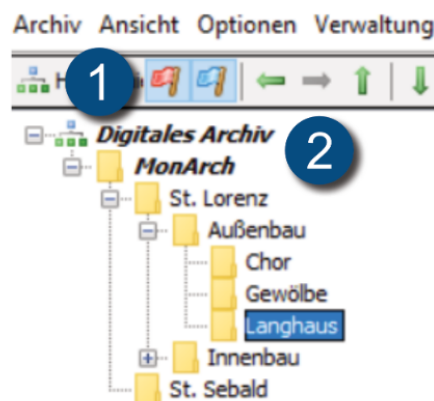 Archiv Ansicht Optionen Verwaltung
1
Digitales Archiv
2
MonArch
St. Lorenz
Außenbau
Chor
Gewölbe
Langhaus
Innenbau
St. Sebald